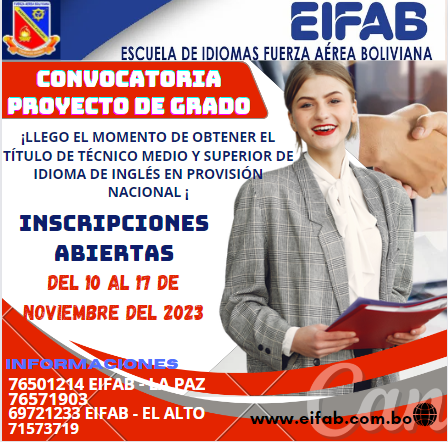 EIFAB
ESCUELA DE IDIOMAS FUERZA AÉREA BOLIVIANA
CONVOCATORIA
PROYECTO DE GRADO
¡LLEGO EL MOMENTO DE OBTENER EL
TÍTULO DE TÉCNICO MEDIO Y SUPERIOR DE
IDIOMA DE INGLÉS EN PROVISIÓN
NACIONAL ¡
INSCRIPCIONES
ABIERTAS
DEL 10 AL 17 DE
NOVIEMBRE DEL 2023
INFORMACIONES
76501214 EIFAB - LA PAZ
76571903
69721233 EIFAB - EL ALTO
71573719
www.eifab.com.bo
Can